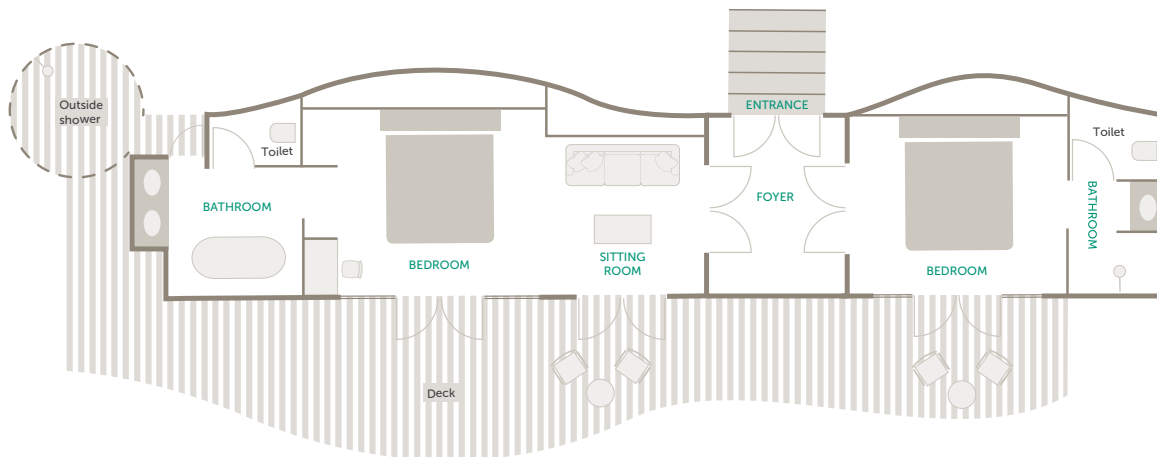 ENTRANCE
Outside
shower
Toilet
Toilet
BATHROOM
FOYER
BATHROOM
BEDROOM
SITTING
ROOM
BEDROOM
Deck